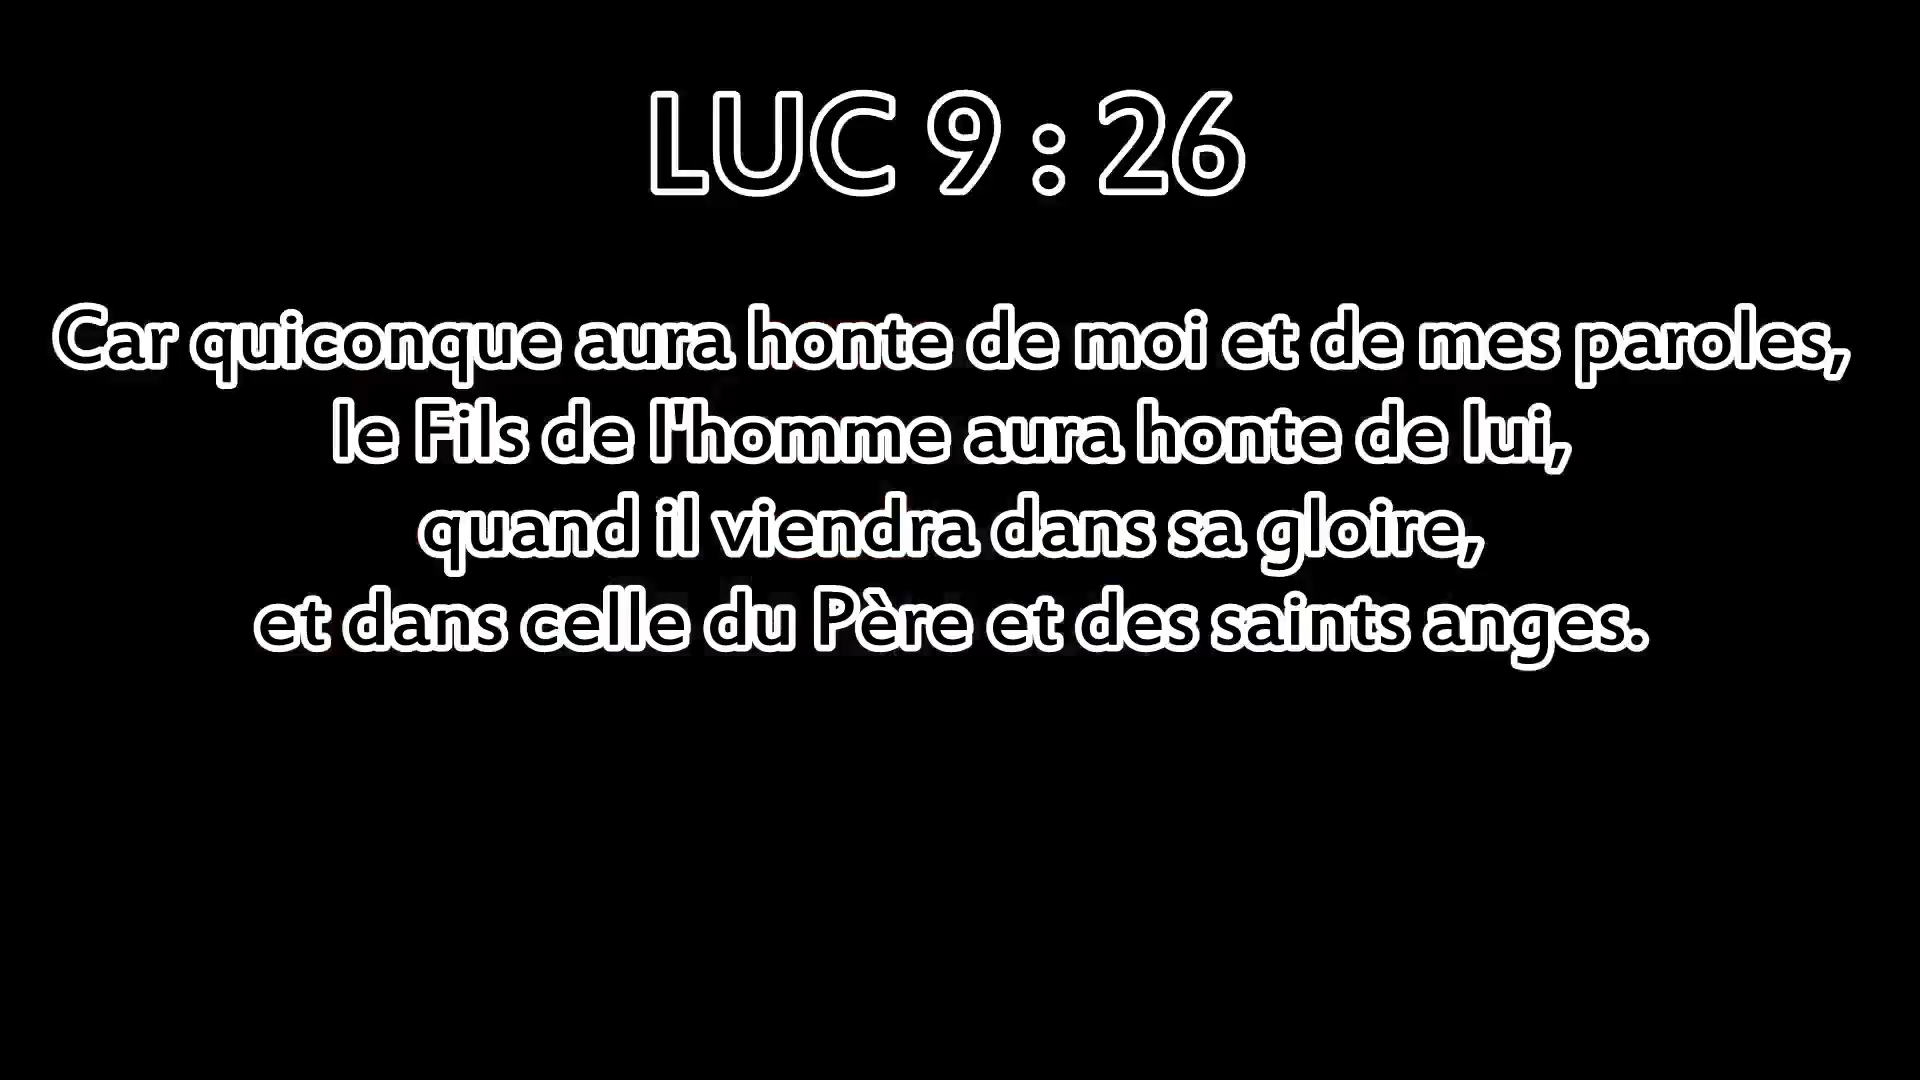 LUC 9 : 26
Car quiconque aura honte de moi et de mes paroles,
le Fils de l'homme aura honte de lui,
quand il viendra dans sa gloire,
et dans celle du Père et des saints anges.